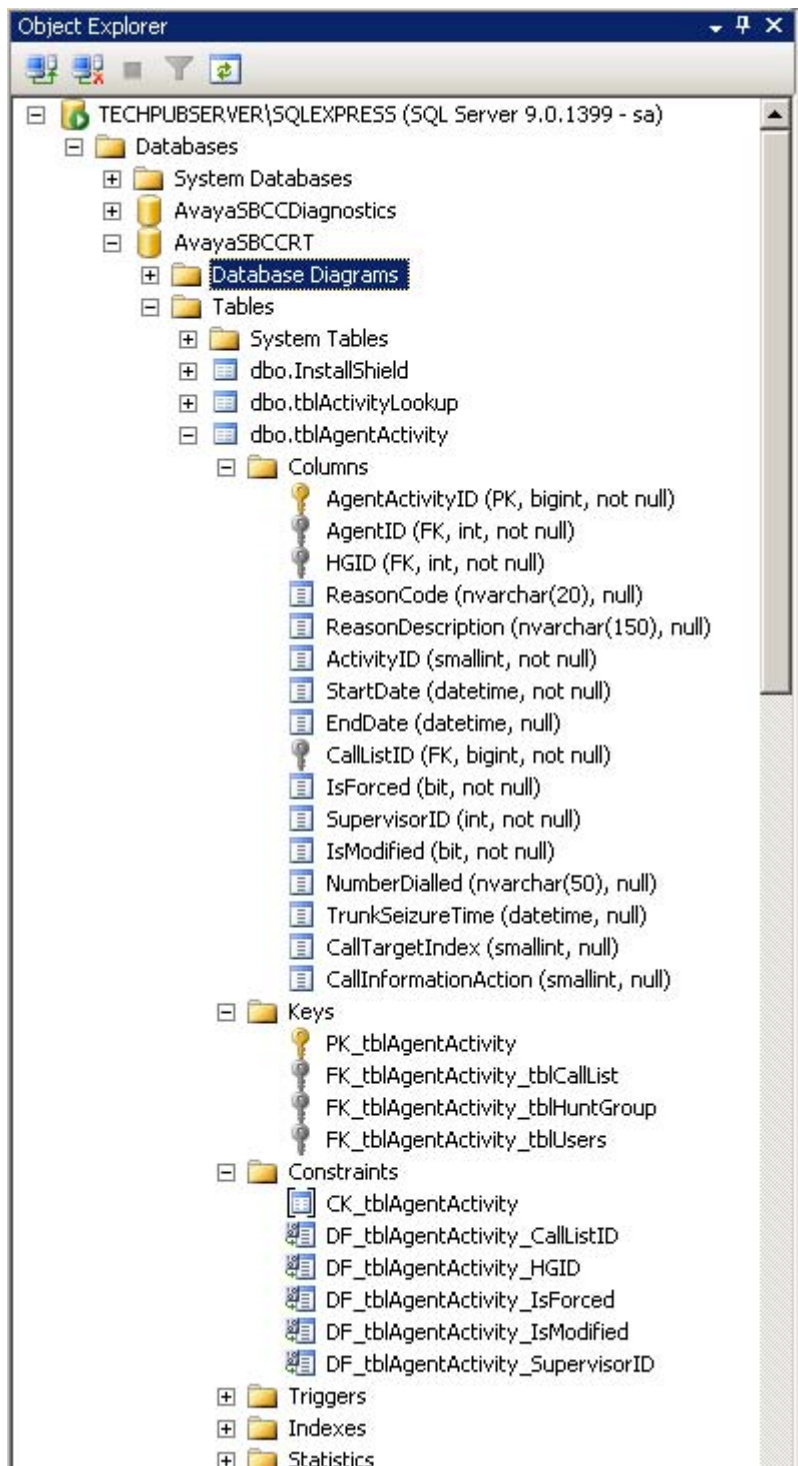 Object Explorer
TECHPUBSERVER\SQLEXPRESS (SQL Server 9.0.1399 - sa)
Databases
System Databases
AvayaSBCCDiagnostics
AvayaSBCCRT
Database Diagrams
Tables
System Tables
dbo.InstallShield
dbo.tblActivityLookup
dbo.tblAgentActivity
Columns
AgentActivityID (PK, bigint, not null)
AgentID (FK, int, not null)
HGID (FK, int, not null)
ReasonCode (nvarchar(20), null)
ReasonDescription (nvarchar(150), null)
ActivityID (smallint, not null)
StartDate (datetime, not null)
EndDate (datetime, null)
CallListID (FK, bigint, not null)
IsForced (bit, not null)
SupervisorID (int, not null)
IsModified (bit, not null)
NumberDialled (nvarchar(50), null)
TrunkSeizureTime (datetime, null)
CallTargetIndex (smallint, null)
CallInformationAction (smallint, null)
Keys
PK_tblAgentActivity
FK_tblAgentActivity_tblCallList
FK_tblAgentActivity_tblHuntGroup
FK_tblAgentActivity_tblUsers
Constraints
CK_tblAgentActivity
DF_tblAgentActivity_CallListID
DF_tblAgentActivity_HGID
DF_tblAgentActivity_IsForced
DF_tblAgentActivity_IsModified
DF_tblAgentActivity_SupervisorID
Triggers
Indexes
Statistics